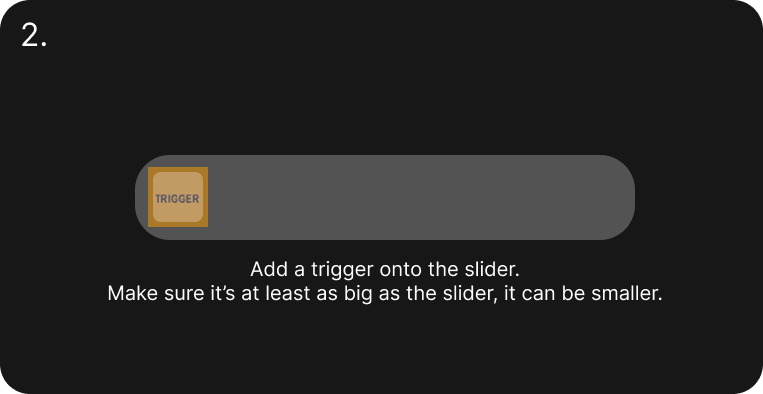 2.
TRIGGER
Add a trigger onto the slider.
Make sure it’s at least as big as the slider, it can be smaller.